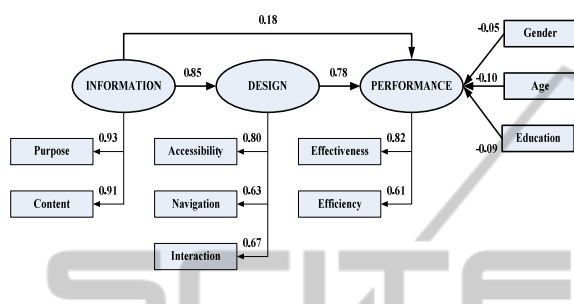 0.18
-0.05
Gender
INFORMATION
0.85
DESIGN
0.78
PERFORMANCE
-0.10
Age
Education
-0.09
0.93
Purpose
0.80
Accessibility
0.82
Effectiveness
0.91
Content
0.63
Navigation
0.61
Efficiency
0.67
Interaction
SCITE